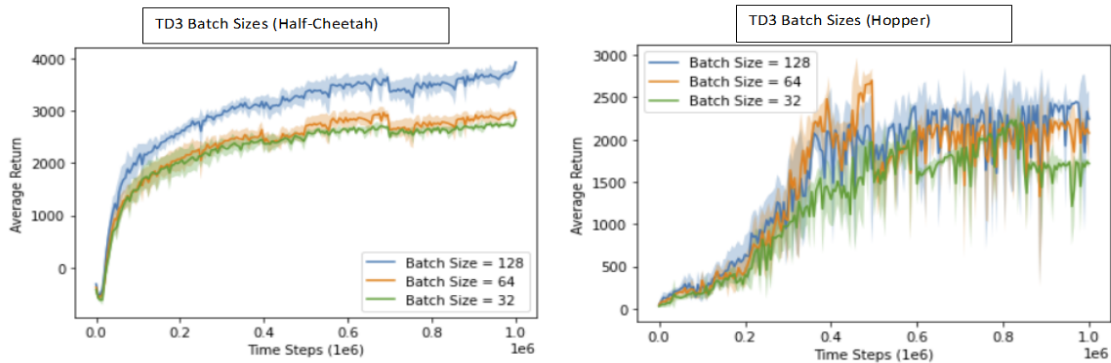 TD3 Batch Sizes (Half-Cheetah)
4000
3000
2000
1000
0
Average Return
Batch Size = 128
Batch Size = 64
Batch Size = 32
0.0 0.2 0.4 0.6 0.8 1.0
1e6
Time Steps (1e6)
TD3 Batch Sizes (Hopper)
3000
2500
2000
1500
1000
500
0
Average Return
Batch Size = 128
Batch Size = 64
Batch Size = 32
0.0 0.2 0.4 0.6 0.8 1.0
1e6
Time Steps (1e6)